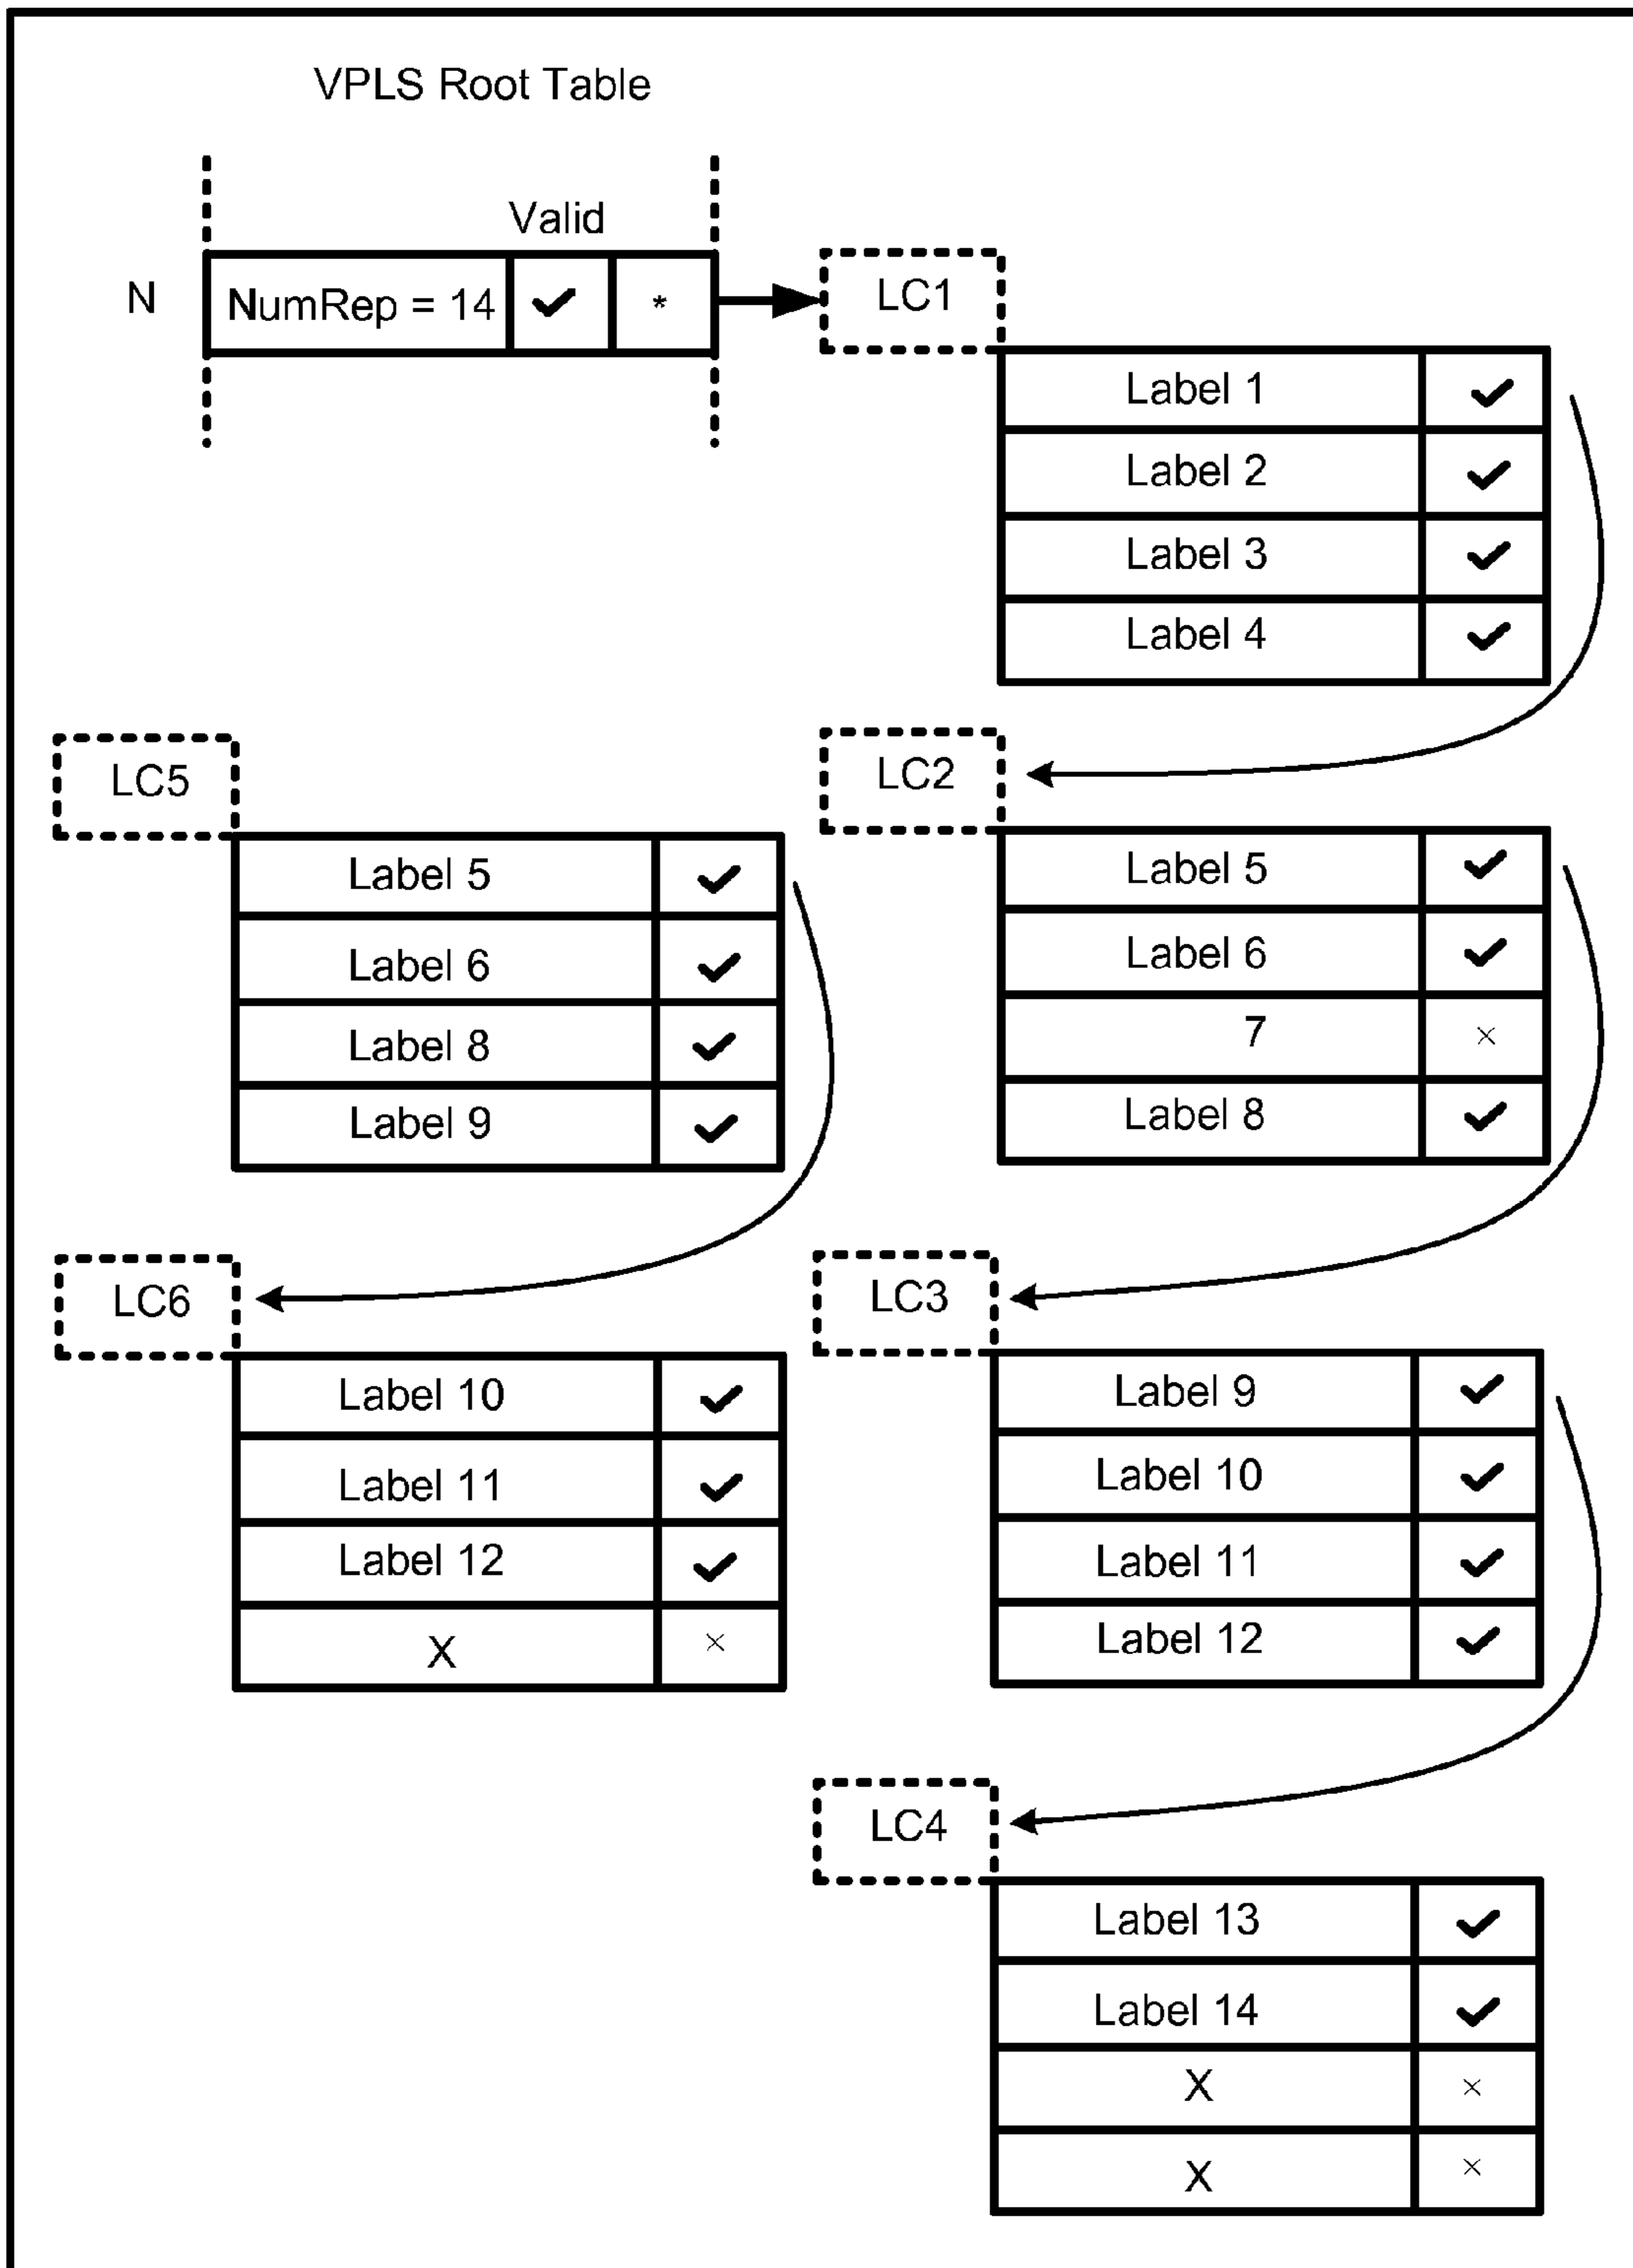 VPLS Root Table
Valid
N
NumRep = 14 ✓ *
LC1
Label 1 ✓
Label 2 ✓
Label 3 ✓
Label 4 ✓
LC2
Label 5 ✓
Label 6 ✓
7 ×
Label 8 ✓
LC3
Label 9 ✓
Label 10 ✓
Label 11 ✓
Label 12 ✓
LC4
Label 13 ✓
Label 14 ✓
X ×
X ×
LC5
Label 5 ✓
Label 6 ✓
Label 8 ✓
Label 9 ✓
LC6
Label 10 ✓
Label 11 ✓
Label 12 ✓
X ×